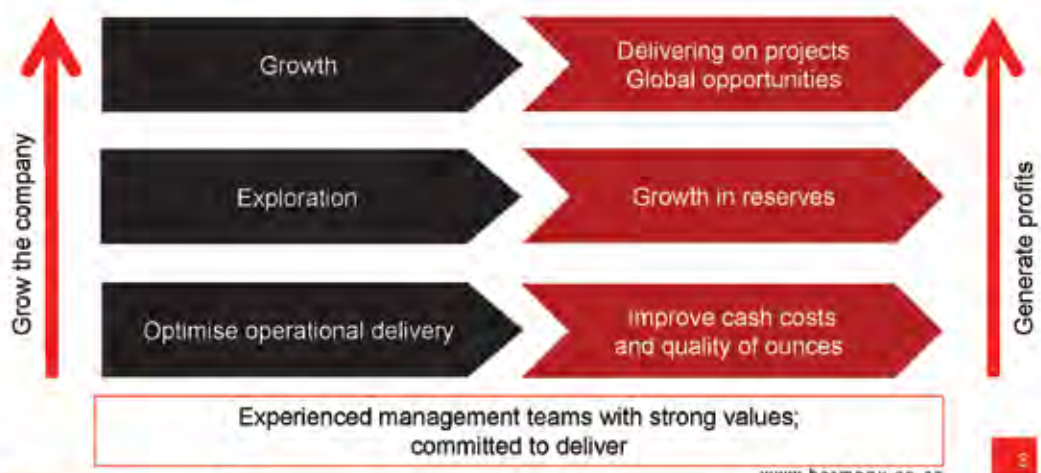 Grow the company
Growth
Delivering on projects
Global opportunities
Exploration
Growth in reserves
Optimise operational delivery
Improve cash costs
and quality of ounces
Generate profits
Experienced management teams with strong values;
committed to deliver